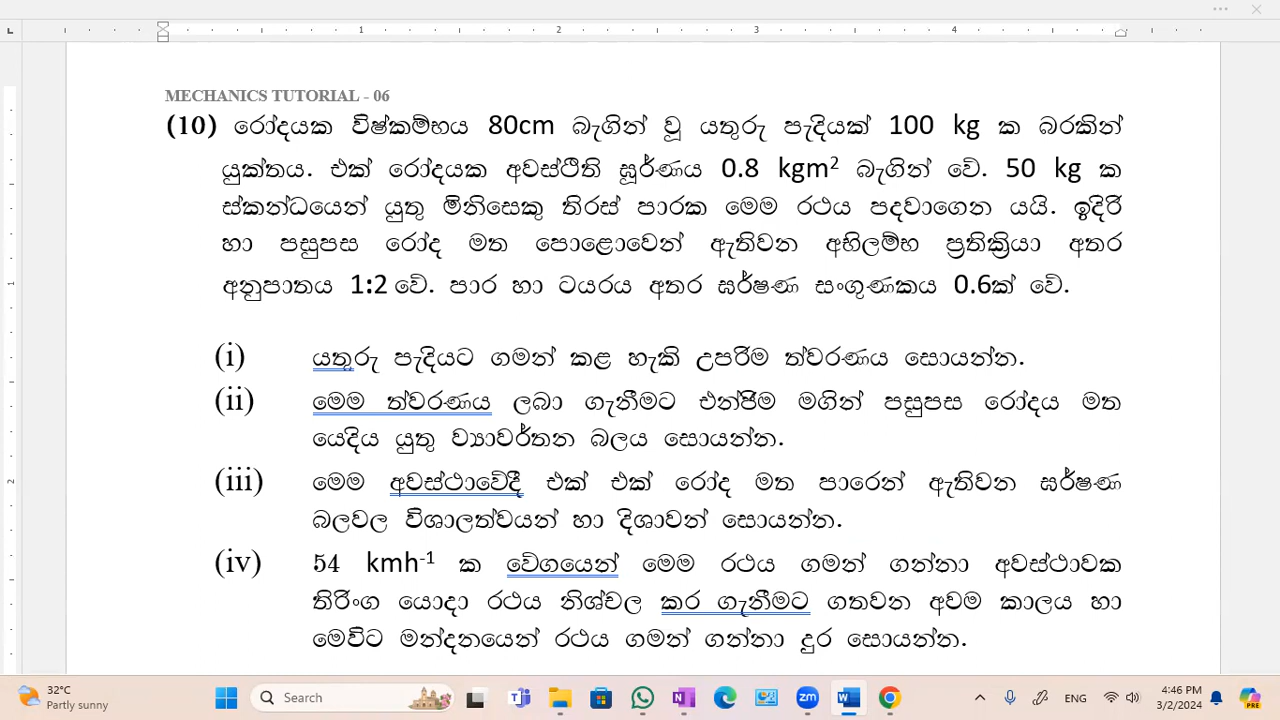 1 2 3 4
MECHANICS TUTORIAL - 06
(10) රෝදයක විෂ්කම්භය 80cm බැගින් වූ යතුරු පැදියක් 100 kg ක බරකින්
යුක්තය. එක් රෝදයක අවස්ථිති ඝූර්ණය 0.8 kgm² බැගින් වේ. 50 kg ක
ස්කන්ධයෙන් යුතු මිනිසෙකු තිරස් පාරක මෙම රථය පදවාගෙන යයි. ඉදිරි
හා පසුපස රෝද මත පොළොවෙන් ඇතිවන අභිලම්භ ප්‍රතික්‍රියා අතර
අනුපාතය 1:2 වේ. පාර හා ටයරය අතර ඝර්ෂණ සංගුණකය 0.6ක් වේ.
(i) යතුරු පැදියට ගමන් කළ හැකි උපරිම ත්වරණය සොයන්න.
(ii) මෙම ත්වරණය ලබා ගැනීමට එන්ජිම මගින් පසුපස රෝදය මත
යෙදිය යුතු ව්‍යාවර්තන බලය සොයන්න.
(iii) මෙම අවස්ථාවේදී එක් එක් රෝද මත පාරෙන් ඇතිවන ඝර්ෂණ
බලවල විශාලත්වයන් හා දිශාවන් සොයන්න.
(iv) 54 kmh⁻¹ ක වේගයෙන් මෙම රථය ගමන් ගන්නා අවස්ථාවක
තිරිංග යොදා රථය නිශ්චල කර ගැනීමට ගතවන අවම කාලය හා
මෙවිට මන්දනයෙන් රථය ගමන් ගන්නා දුර සොයන්න.
32°C
Partly sunny
Search
ENG
4:46 PM
3/2/2024